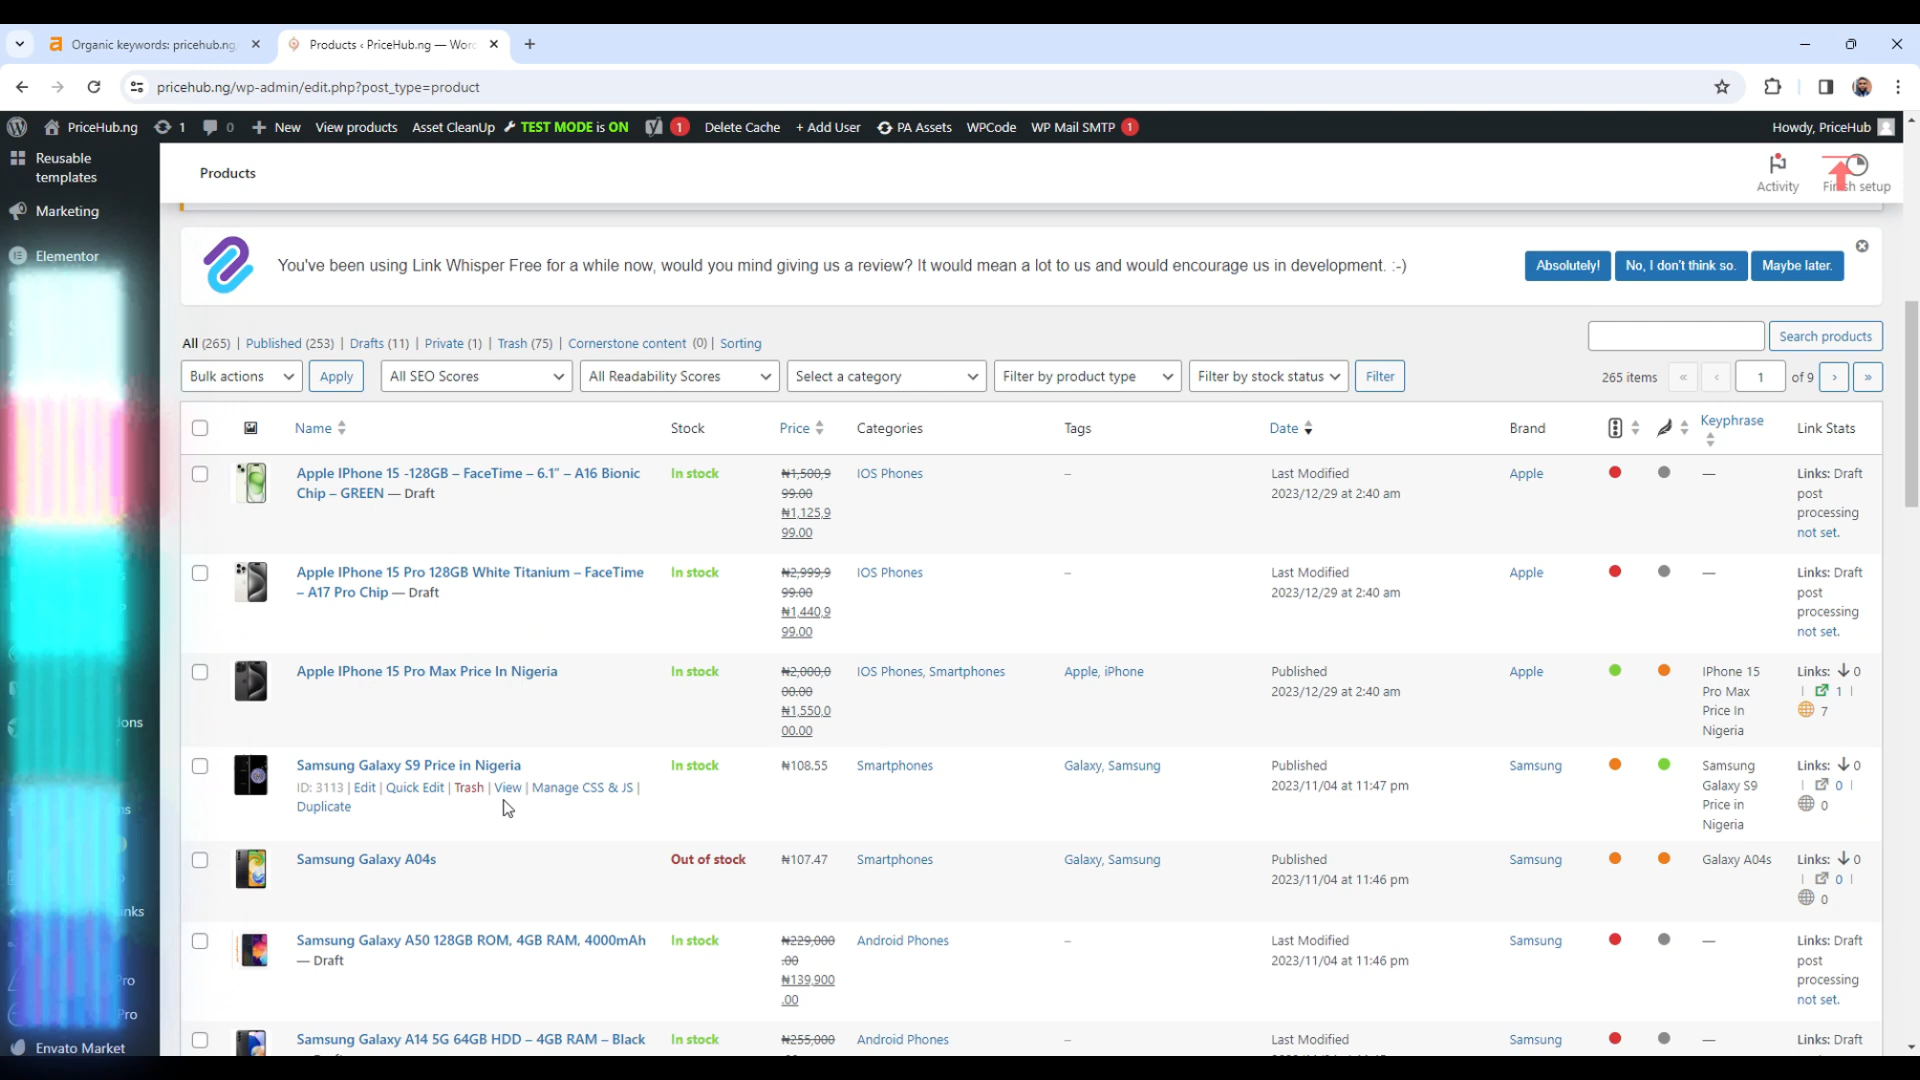 Organic keywords: pricehub.ng
Products ‹ PriceHub.ng — Wor
pricehub.ng/wp-admin/edit.php?post_type=product
PriceHub.ng 1 0 New View products Asset CleanUp TEST MODE is ON 1 Delete Cache + Add User PA Assets WPCode WP Mail SMTP 1 Howdy, PriceHub
Reusable
templates
Marketing
Elementor
Envato Market
Products
Activity
Finish setup
You've been using Link Whisper Free for a while now, would you mind giving us a review? It would mean a lot to us and would encourage us in development. :-)
Absolutely! No, I don't think so. Maybe later.
All (265) | Published (253) | Drafts (11) | Private (1) | Trash (75) | Cornerstone content (0) | Sorting
Search products
Bulk actions Apply All SEO Scores All Readability Scores Select a category Filter by product type Filter by stock status Filter 265 items « ‹ 1 of 9 › »
Name Stock Price Categories Tags Date Brand Keyphrase Link Stats
Apple IPhone 15 -128GB – FaceTime – 6.1” – A16 Bionic
Chip – GREEN — Draft
In stock
₦1,500,9
99.00
₦1,125,9
99.00
IOS Phones
–
Last Modified
2023/12/29 at 2:40 am
Apple
—
Links: Draft
post
processing
not set.
Apple IPhone 15 Pro 128GB White Titanium – FaceTime
– A17 Pro Chip — Draft
In stock
₦2,999,9
99.00
₦1,440,9
99.00
IOS Phones
–
Last Modified
2023/12/29 at 2:40 am
Apple
—
Links: Draft
post
processing
not set.
Apple IPhone 15 Pro Max Price In Nigeria
In stock
₦2,000,0
00.00
₦1,550,0
00.00
IOS Phones, Smartphones
Apple, iPhone
Published
2023/12/29 at 2:40 am
Apple
IPhone 15
Pro Max
Price In
Nigeria
Links: 0
| 1 |
7
Samsung Galaxy S9 Price in Nigeria
ID: 3113 | Edit | Quick Edit | Trash | View | Manage CSS & JS |
Duplicate
In stock
₦108.55
Smartphones
Galaxy, Samsung
Published
2023/11/04 at 11:47 pm
Samsung
Samsung
Galaxy S9
Price in
Nigeria
Links: 0
| 0 |
0
Samsung Galaxy A04s
Out of stock
₦107.47
Smartphones
Galaxy, Samsung
Published
2023/11/04 at 11:46 pm
Samsung
Galaxy A04s
Links: 0
| 0 |
0
Samsung Galaxy A50 128GB ROM, 4GB RAM, 4000mAh
— Draft
In stock
₦229,000
.00
₦139,900
.00
Android Phones
–
Last Modified
2023/11/04 at 11:46 pm
Samsung
—
Links: Draft
post
processing
not set.
Samsung Galaxy A14 5G 64GB HDD – 4GB RAM – Black
In stock
₦255,000
Android Phones
–
Last Modified
Samsung
—
Links: Draft